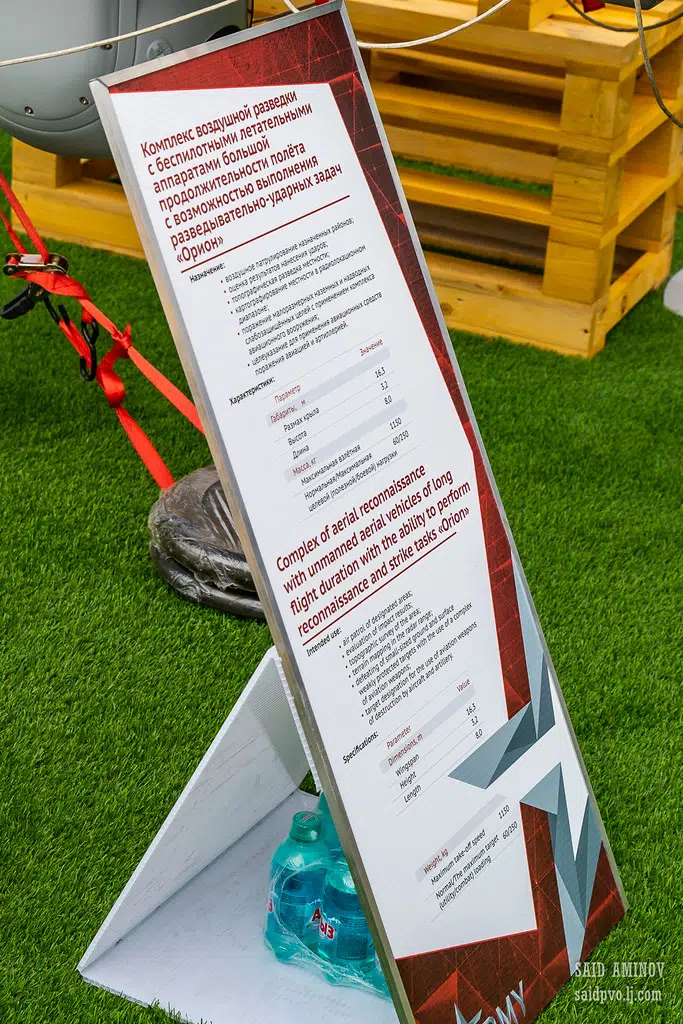 Комплекс воздушной разведки
с беспилотными летательными
аппаратами большой
продолжительности полёта
с возможностью выполнения
разведывательно-ударных задач
«Орион»
Назначение:
• воздушное патрулирование назначенных районов;
• оценка результатов нанесения ударов;
• топографическая разведка местности;
• картографирование местности в радиолокационном
диапазоне;
• поражение малоразмерных наземных и надводных
слабозащищённых целей с применением комплекса
авиационного вооружения;
• целеуказание для применения авиационных средств
поражения авиацией и артиллерией.
Характеристики:
Параметр Значение
Габариты, м
Размах крыла 16,3
Высота 3,2
Длина 8,0
Масса, кг
Максимальная взлётная 1150
Нормальная/Максимальная 60/250
целевой (полезной/боевой) нагрузки
Complex of aerial reconnaissance
with unmanned aerial vehicles of long
flight duration with the ability to perform
reconnaissance and strike tasks «Orion»
Intended use:
• air patrol of designated areas;
• evaluation of impact results;
• topographic survey of the area;
• terrain mapping in the radar range;
• defeating of small-sized ground and surface
weakly protected targets with the use of a complex
of aviation weapons;
• target designation for the use of aviation weapons
of destruction by aircraft and artillery.
Specifications:
Parameter Value
Dimensions, m
Wingspan 16,3
Height 3,2
Length 8,0
Weight, kg
Maximum take-off speed 1150
Normal/The maximum target 60/250
(utility/combat) loading
SAID AMINOV
saidpvo.lj.com